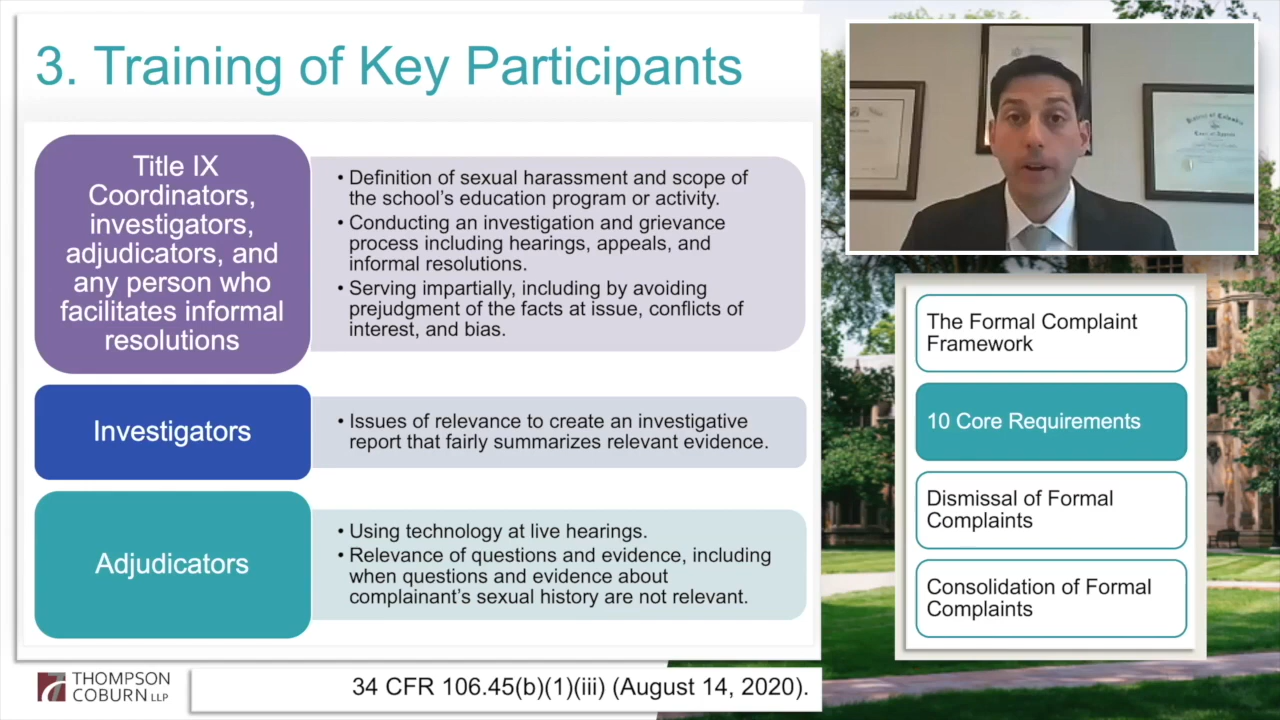 3. Training of Key Participants
Title IX
Coordinators,
investigators,
adjudicators, and
any person who
facilitates informal
resolutions
• Definition of sexual harassment and scope of
the school's education program or activity.
• Conducting an investigation and grievance
process including hearings, appeals, and
informal resolutions.
• Serving impartially, including by avoiding
prejudgment of the facts at issue, conflicts of
interest, and bias.
Investigators
• Issues of relevance to create an investigative
report that fairly summarizes relevant evidence.
Adjudicators
• Using technology at live hearings.
• Relevance of questions and evidence, including
when questions and evidence about
complainant's sexual history are not relevant.
THOMPSON
COBURN LLP
34 CFR 106.45(b)(1)(iii) (August 14, 2020).
District of Columbia
Court of Appeals
The Formal Complaint
Framework
10 Core Requirements
Dismissal of Formal
Complaints
Consolidation of Formal
Complaints